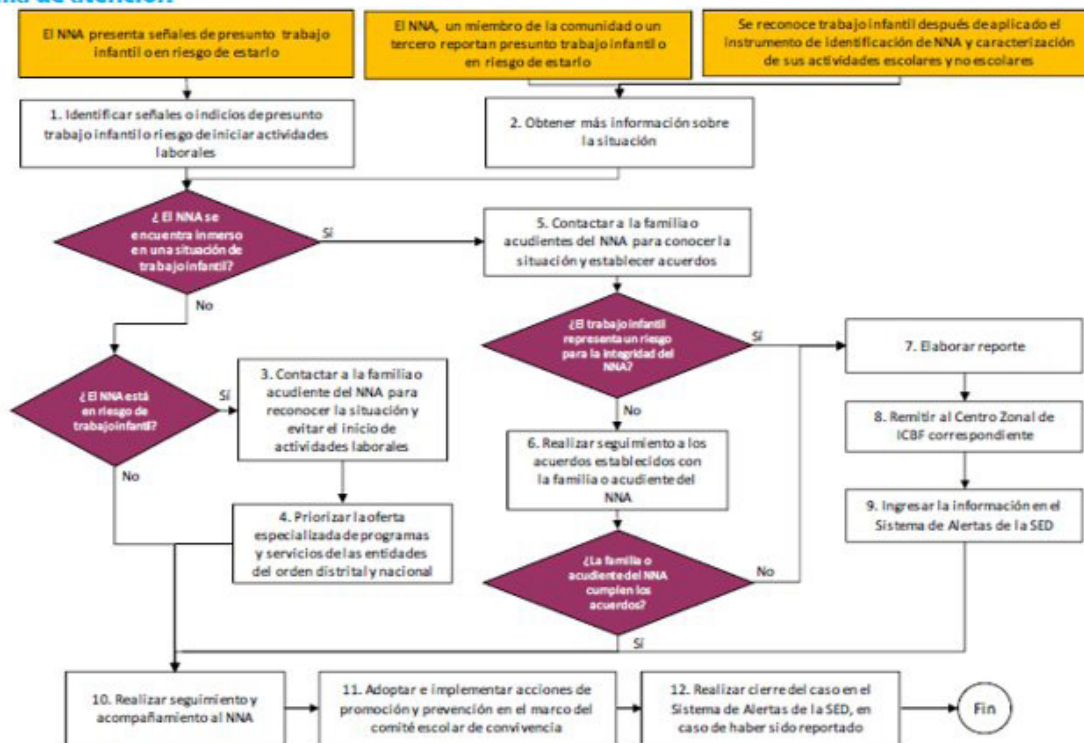 de atención
El NNA presenta señales de presunto trabajo
infantil o en riesgo de estarlo
El NNA, un miembro de la comunidad o un
tercero reportan presunto trabajo infantil o
en riesgo de estarlo
Se reconoce trabajo infantil después de aplicado el
instrumento de identificación de NNA y caracterización
de sus actividades escolares y no escolares
1. Identificar señales o indicios de presunto
trabajo infantil o riesgo de iniciar actividades
laborales
2. Obtener más información sobre
la situación
¿ El NNA se
encuentra inmerso
en una situación de
trabajo infantil?
Sí
No
5. Contactar a la familia o
acudientes del NNA para conocer la
situación y establecer acuerdos
¿El trabajo infantil
representa un riesgo
para la integridad del
NNA?
Sí
No
7. Elaborar reporte
¿El NNA está
en riesgo de
trabajo infantil?
Sí
No
3. Contactar a la familia o
acudiente del NNA para
reconocer la situación y
evitar el inicio de
actividades laborales
6. Realizar seguimiento a los
acuerdos establecidos con
la familia o acudiente del
NNA
8. Remitir al Centro Zonal de
ICBF correspondiente
4. Priorizar la oferta
especializada de programas
y servicios de las entidades
del orden distrital y nacional
9. Ingresar la información en el
Sistema de Alertas de la SED
¿La familia o
acudiente del NNA
cumplen los
acuerdos?
No
Sí
10. Realizar seguimiento y
acompañamiento al NNA
11. Adoptar e implementar acciones de
promoción y prevención en el marco del
comité escolar de convivencia
12. Realizar cierre del caso en el
Sistema de Alertas de la SED, en
caso de haber sido reportado
Fin